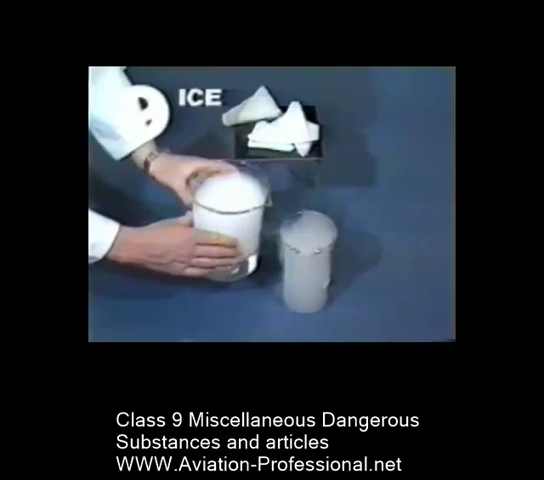 ICE
Class 9 Miscellaneous Dangerous
Substances and articles
WWW.Aviation-Professional.net